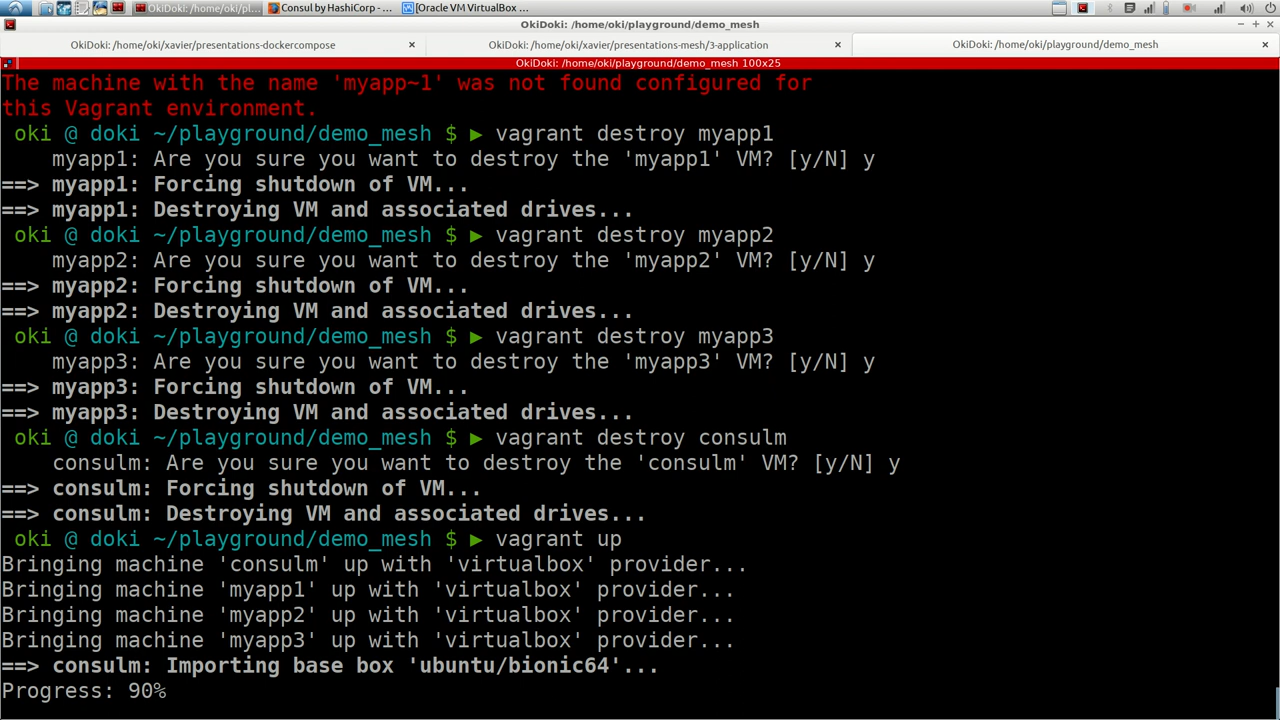 OkiDoki: /home/oki/pl...
Consul by HashiCorp - ...
[Oracle VM VirtualBox ...
OkiDoki: /home/oki/playground/demo_mesh
OkiDoki: /home/oki/xavier/presentations-dockercompose
OkiDoki: /home/oki/xavier/presentations-mesh/3-application
OkiDoki: /home/oki/playground/demo_mesh
OkiDoki: /home/oki/playground/demo_mesh 100x25
The machine with the name 'myapp~1' was not found configured for
this Vagrant environment.
oki @ doki ~/playground/demo_mesh $ ▶ vagrant destroy myapp1
myapp1: Are you sure you want to destroy the 'myapp1' VM? [y/N] y
==> myapp1: Forcing shutdown of VM...
==> myapp1: Destroying VM and associated drives...
oki @ doki ~/playground/demo_mesh $ ▶ vagrant destroy myapp2
myapp2: Are you sure you want to destroy the 'myapp2' VM? [y/N] y
==> myapp2: Forcing shutdown of VM...
==> myapp2: Destroying VM and associated drives...
oki @ doki ~/playground/demo_mesh $ ▶ vagrant destroy myapp3
myapp3: Are you sure you want to destroy the 'myapp3' VM? [y/N] y
==> myapp3: Forcing shutdown of VM...
==> myapp3: Destroying VM and associated drives...
oki @ doki ~/playground/demo_mesh $ ▶ vagrant destroy consulm
consulm: Are you sure you want to destroy the 'consulm' VM? [y/N] y
==> consulm: Forcing shutdown of VM...
==> consulm: Destroying VM and associated drives...
oki @ doki ~/playground/demo_mesh $ ▶ vagrant up
Bringing machine 'consulm' up with 'virtualbox' provider...
Bringing machine 'myapp1' up with 'virtualbox' provider...
Bringing machine 'myapp2' up with 'virtualbox' provider...
Bringing machine 'myapp3' up with 'virtualbox' provider...
==> consulm: Importing base box 'ubuntu/bionic64'...
Progress: 90%